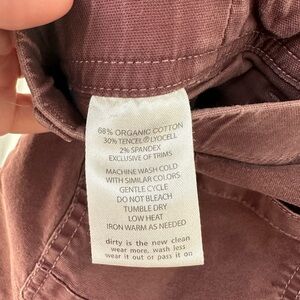 68% ORGANIC COTTON
30% TENCEL® LYOCELL
2% SPANDEX
EXCLUSIVE OF TRIMS
MACHINE WASH COLD
WITH SIMILAR COLORS
GENTLE CYCLE
DO NOT BLEACH
TUMBLE DRY
LOW HEAT
IRON WARM AS NEEDED
dirty is the new clean
wear more, wash less
wear it out or pass it on